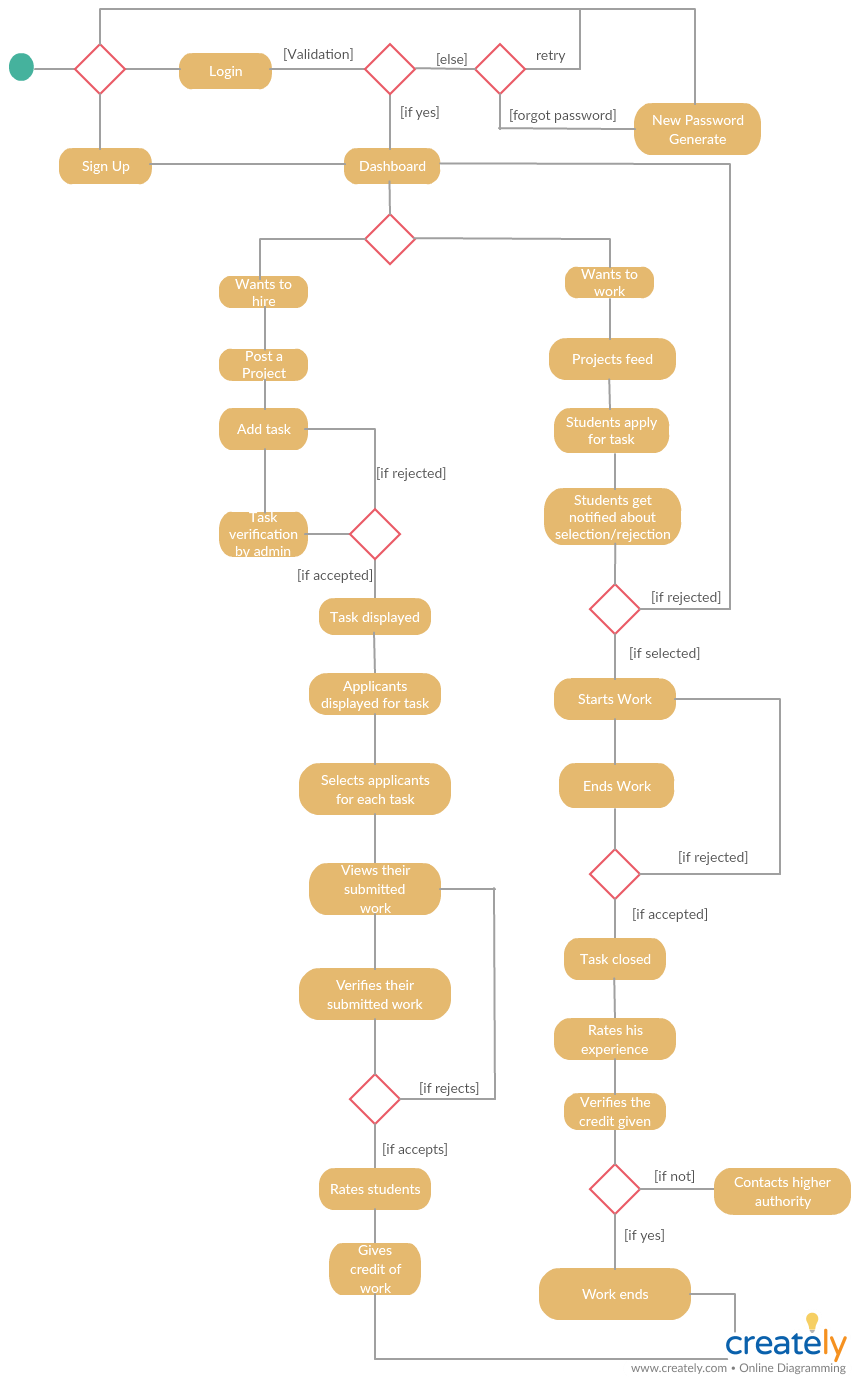 [Validation]
[else]
retry
Login
[if yes]
[forgot password]
New Password
Generate
Sign Up
Dashboard
Wants to
hire
Wants to
work
Post a
Project
Projects feed
Add task
Students apply
for task
[if rejected]
Students get
notified about
selection/rejection
Task
verification
by admin
[if accepted]
[if rejected]
Task displayed
[if selected]
Applicants
displayed for task
Starts Work
Selects applicants
for each task
Ends Work
[if rejected]
Views their
submitted
work
[if accepted]
Task closed
Verifies their
submitted work
Rates his
experience
[if rejects]
Verifies the
credit given
[if accepts]
[if not]
Rates students
Contacts higher
authority
[if yes]
Gives
credit of
work
Work ends
creately
www.creately.com • Online Diagramming